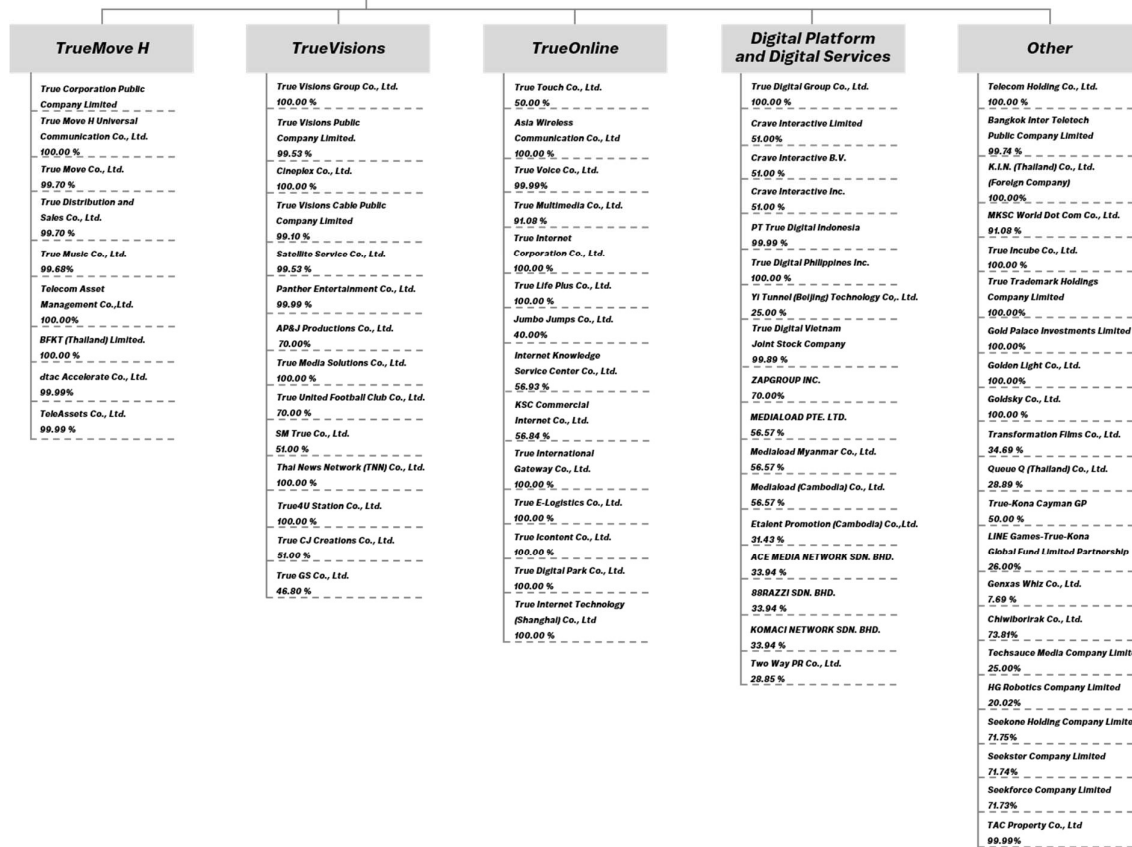 TrueMove H
True Corporation Public
Company Limited
True Move H Universal
Communication Co., Ltd.
100.00 %
True Move Co., Ltd.
99.70 %
True Distribution and
Sales Co., Ltd.
99.70 %
True Music Co., Ltd.
99.68%
Telecom Asset
Management Co.,Ltd.
100.00%
BFKT (Thailand) Limited.
100.00 %
dtac Accelerate Co., Ltd.
99.99%
TeleAssets Co., Ltd.
99.99 %
TrueVisions
True Visions Group Co., Ltd.
100.00 %
True Visions Public
Company Limited.
99.53 %
Cineplex Co., Ltd.
100.00 %
True Visions Cable Public
Company Limited
99.10 %
Satellite Service Co., Ltd.
99.53 %
Panther Entertainment Co., Ltd.
99.99 %
AP&J Productions Co., Ltd.
70.00%
True Media Solutions Co., Ltd.
100.00 %
True United Football Club Co., Ltd.
70.00 %
SM True Co., Ltd.
51.00 %
Thai News Network (TNN) Co., Ltd.
100.00 %
True4U Station Co., Ltd.
100.00 %
True CJ Creations Co., Ltd.
51.00 %
True GS Co., Ltd.
46.80 %
TrueOnline
True Touch Co., Ltd.
50.00 %
Asia Wireless
Communication Co., Ltd
100.00 %
True Voice Co., Ltd.
99.99%
True Multimedia Co., Ltd.
91.08 %
True Internet
Corporation Co., Ltd.
100.00 %
True Life Plus Co., Ltd.
100.00 %
Jumbo Jumps Co., Ltd.
40.00%
Internet Knowledge
Service Center Co., Ltd.
56.93 %
KSC Commercial
Internet Co., Ltd.
56.84 %
True International
Gateway Co., Ltd.
100.00 %
True E-Logistics Co., Ltd.
100.00 %
True Icontent Co., Ltd.
100.00 %
True Digital Park Co., Ltd.
100.00 %
True Internet Technology
(Shanghai) Co., Ltd
100.00 %
Digital Platform
and Digital Services
True Digital Group Co., Ltd.
100.00 %
Crave Interactive Limited
51.00%
Crave Interactive B.V.
51.00 %
Crave Interactive Inc.
51.00 %
PT True Digital Indonesia
99.99 %
True Digital Philippines Inc.
100.00 %
Yi Tunnel (Beijing) Technology Co,. Ltd.
25.00 %
True Digital Vietnam
Joint Stock Company
99.89 %
ZAPGROUP INC.
70.00%
MEDIALOAD PTE. LTD.
56.57 %
Mediaload Myanmar Co., Ltd.
56.57 %
Mediaload (Cambodia) Co., Ltd.
56.57 %
Etalent Promotion (Cambodia) Co.,Ltd.
31.43 %
ACE MEDIA NETWORK SDN. BHD.
33.94 %
88RAZZI SDN. BHD.
33.94 %
KOMACI NETWORK SDN. BHD.
33.94 %
Two Way PR Co., Ltd.
28.85 %
Other
Telecom Holding Co., Ltd.
100.00 %
Bangkok Inter Teletech
Public Company Limited
99.74 %
K.I.N. (Thailand) Co., Ltd.
(Foreign Company)
100.00%
MKSC World Dot Com Co., Ltd.
91.08 %
True Incube Co., Ltd.
100.00 %
True Trademark Holdings
Company Limited
100.00%
Gold Palace Investments Limited
100.00%
Golden Light Co., Ltd.
100.00%
Goldsky Co., Ltd.
100.00 %
Transformation Films Co., Ltd.
34.69 %
Queue Q (Thailand) Co., Ltd.
28.89 %
True-Kona Cayman GP
50.00 %
LINE Games-True-Kona
Global Fund Limited Partnership
26.00%
Genxas Whiz Co., Ltd.
7.69 %
Chiwiborirak Co., Ltd.
73.81%
Techsauce Media Company Limite
25.00%
HG Robotics Company Limited
20.02%
Seekone Holding Company Limite
71.75%
Seekster Company Limited
71.74%
Seekforce Company Limited
71.73%
TAC Property Co., Ltd
99.99%